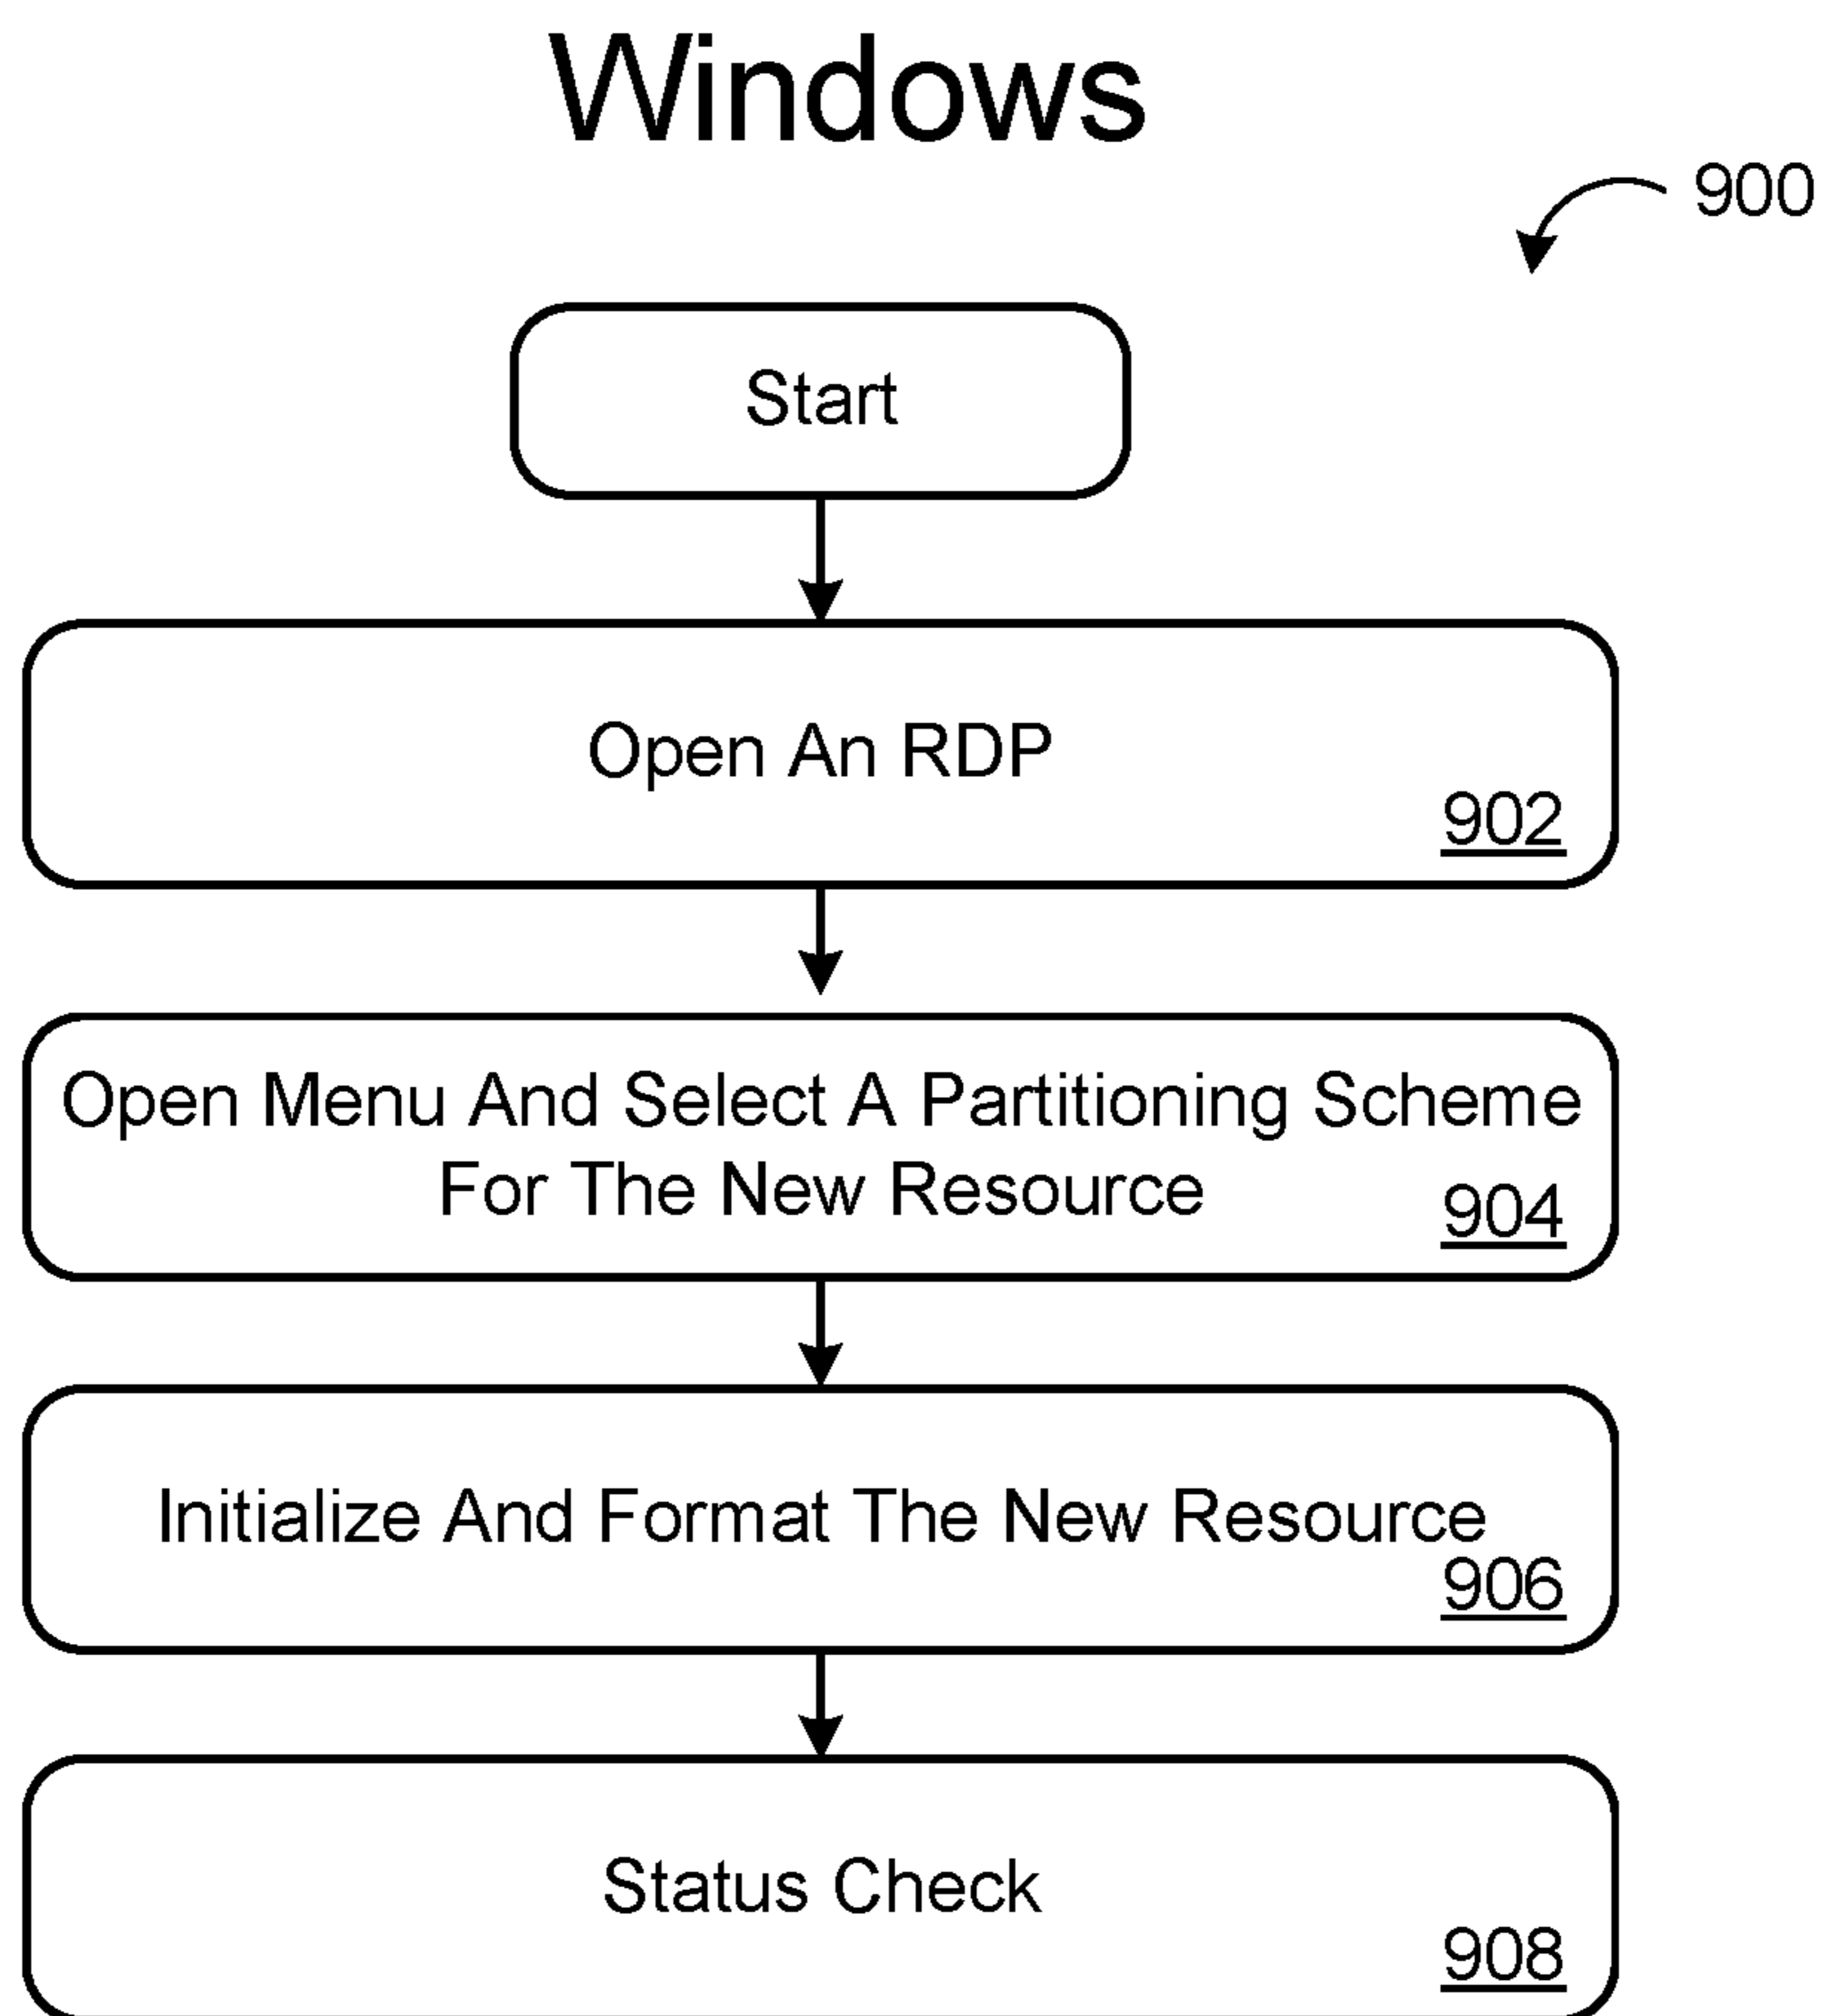 Windows
900
Start
Open An RDP
902
Open Menu And Select A Partitioning Scheme
For The New Resource
904
Initialize And Format The New Resource
906
Status Check
908